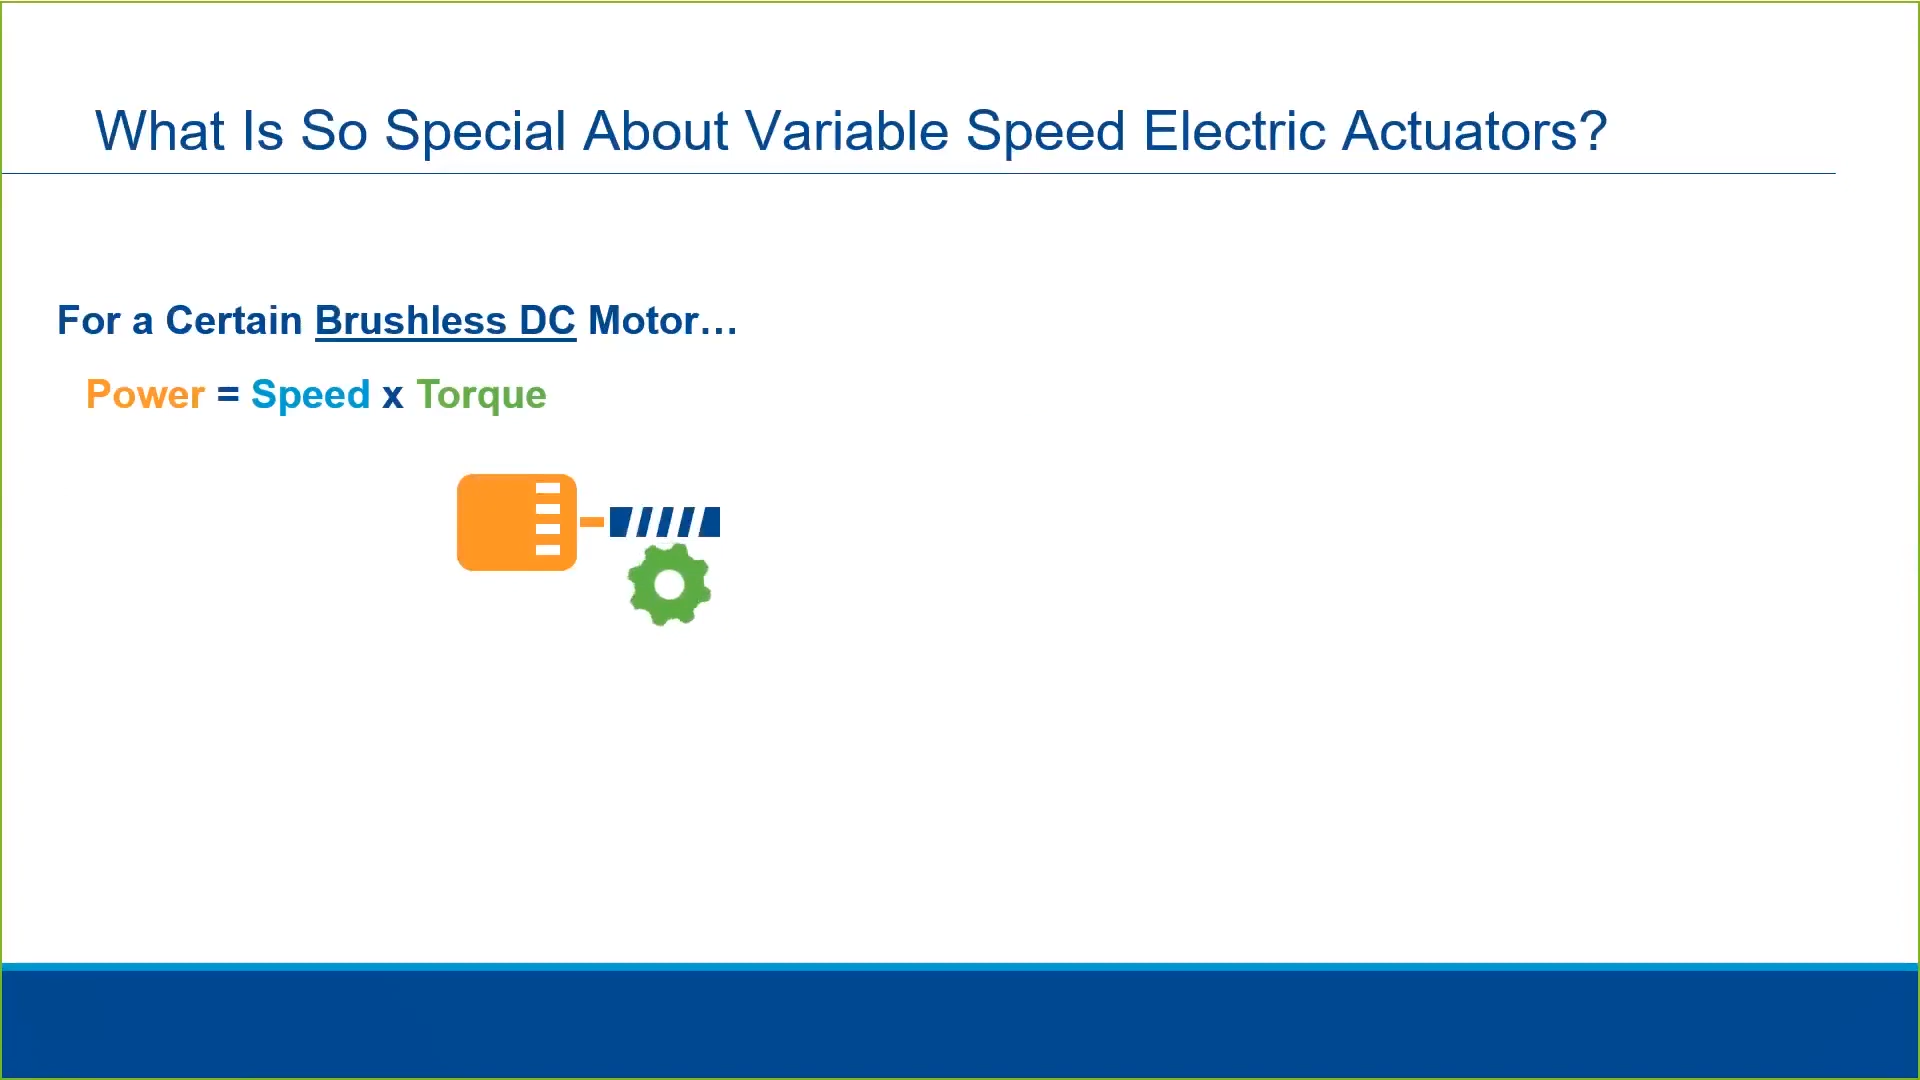 What Is So Special About Variable Speed Electric Actuators?
For a Certain Brushless DC Motor…
Power = Speed x Torque